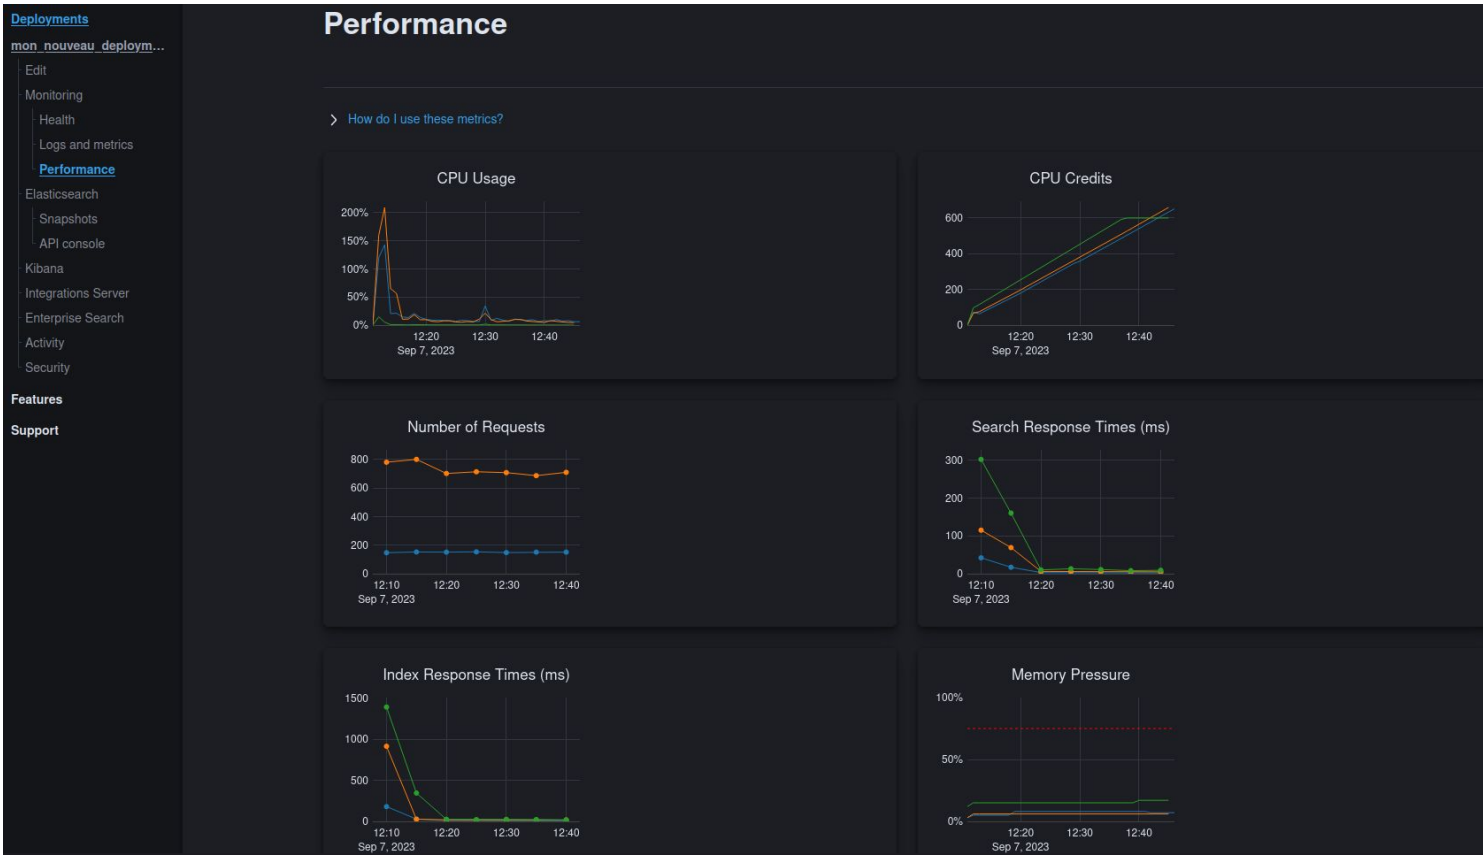 Deployments
mon_nouveau_deploym...
Edit
Monitoring
Health
Logs and metrics
Performance
Elasticsearch
Snapshots
API console
Kibana
Integrations Server
Enterprise Search
Activity
Security
Features
Support
Performance
How do I use these metrics?
CPU Usage
200%
150%
100%
50%
0%
12:20 12:30 12:40
Sep 7, 2023
CPU Credits
600
400
200
0
12:20 12:30 12:40
Sep 7, 2023
Number of Requests
800
600
400
200
0
12:10 12:20 12:30 12:40
Sep 7, 2023
Search Response Times (ms)
300
200
100
0
12:10 12:20 12:30 12:40
Sep 7, 2023
Index Response Times (ms)
1500
1000
500
0
12:10 12:20 12:30 12:40
Sep 7, 2023
Memory Pressure
100%
50%
0%
12:20 12:30 12:40
Sep 7, 2023